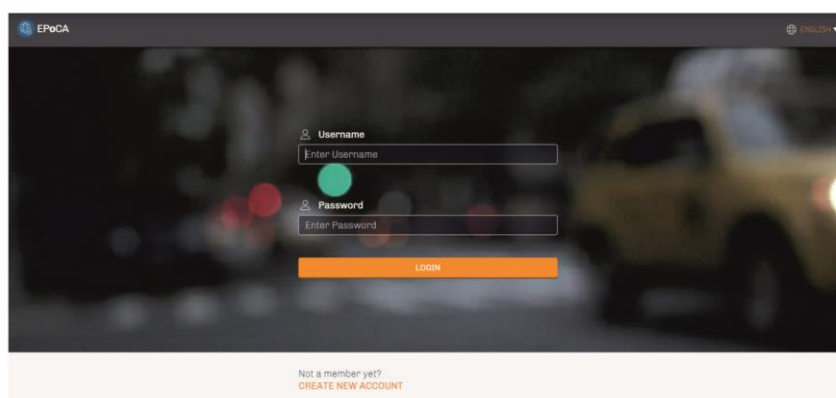 EPoCA
ENGLISH
Username
Enter Username
Password
Enter Password
LOGIN
Not a member yet?
CREATE NEW ACCOUNT